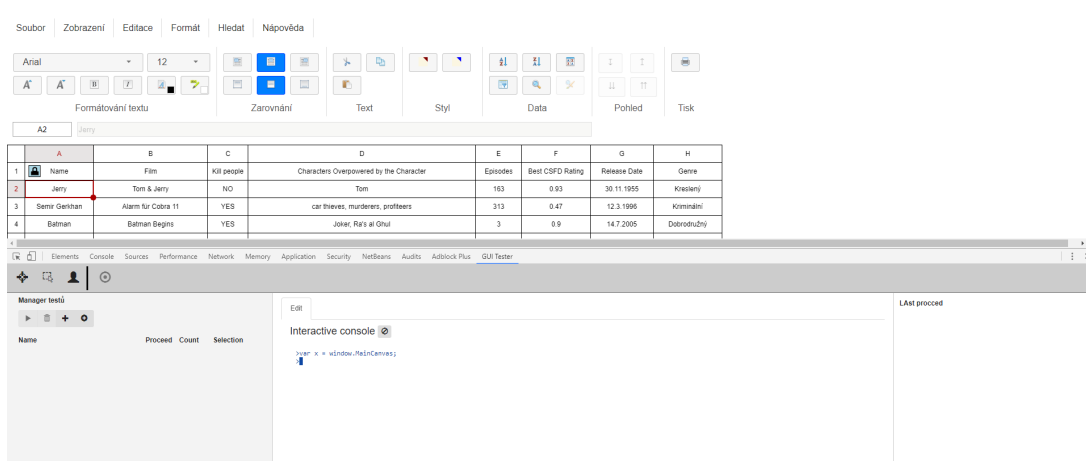 Soubor Zobrazení Editace Formát Hledat Nápověda
Arial 12
Formátování textu Zarovnání Text Styl Data Pohled Tisk
A2 Jerry
A B C D E F G H
1 Name Film Kill people Characters Overpowered by the Character Episodes Best CSFD Rating Release Date Genre
2 Jerry Tom & Jerry NO Tom 163 0.93 30.11.1955 Kreslený
3 Semir Gerkhan Alarm für Cobra 11 YES car thieves, murderers, profiteers 313 0.47 12.3.1996 Kriminální
4 Batman Batman Begins YES Joker, Ra's al Ghul 3 0.9 14.7.2005 Dobrodružný
Elements Console Sources Performance Network Memory Application Security NetBeans Audits Adblock Plus GUI Tester
Manager testů
Name Proceed Count Selection
Edit
Interactive console
>var x = window.MainCanvas;
>
LAst procced